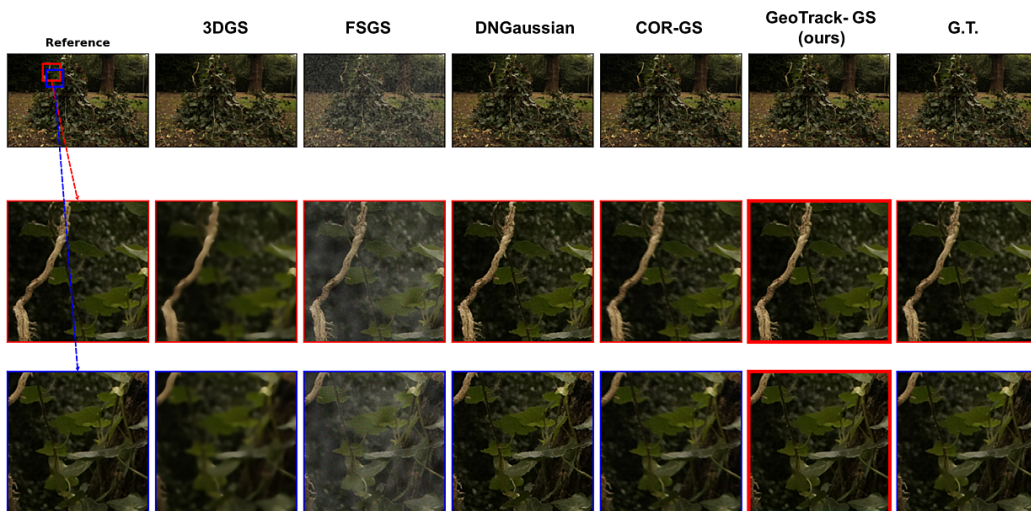 Reference
3DGS
FSGS
DNGaussian
COR-GS
GeoTrack- GS
(ours)
G.T.